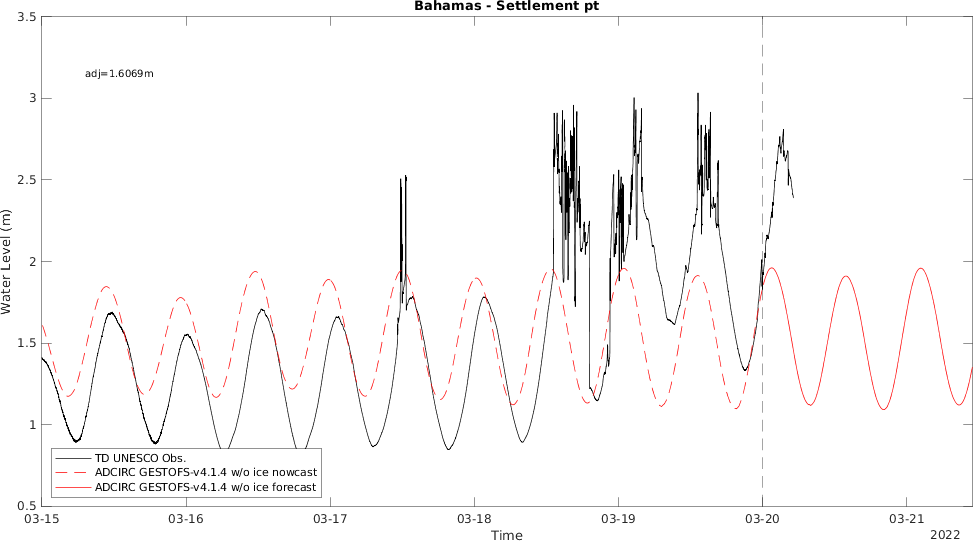 Bahamas - Settlement pt
3.5
adj=1.6069m
3
2.5
2
1.5
1
0.5
Water Level (m)
TD UNESCO Obs.
ADCIRC GESTOFS-v4.1.4 w/o ice nowcast
ADCIRC GESTOFS-v4.1.4 w/o ice forecast
03-15 03-16 03-17 03-18 03-19 03-20 03-21
Time
2022